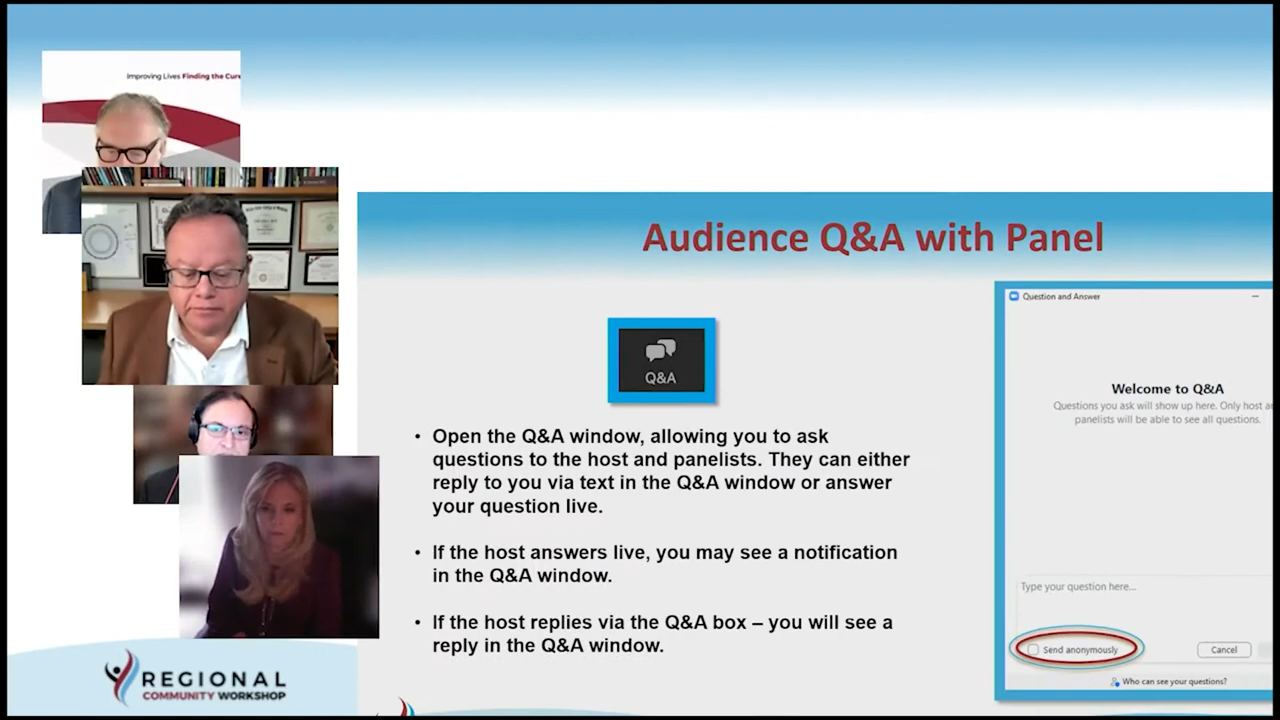 Improving Lives Finding the Cure
Audience Q&A with Panel
Q&A
• Open the Q&A window, allowing you to ask
questions to the host and panelists. They can either
reply to you via text in the Q&A window or answer
your question live.
• If the host answers live, you may see a notification
in the Q&A window.
• If the host replies via the Q&A box – you will see a
reply in the Q&A window.
Question and Answer
Welcome to Q&A
Questions you ask will show up here. Only host
panelists will be able to see all questions.
Type your question here...
Send anonymously
Cancel
Who can see your questions?
REGIONAL
COMMUNITY WORKSHOP